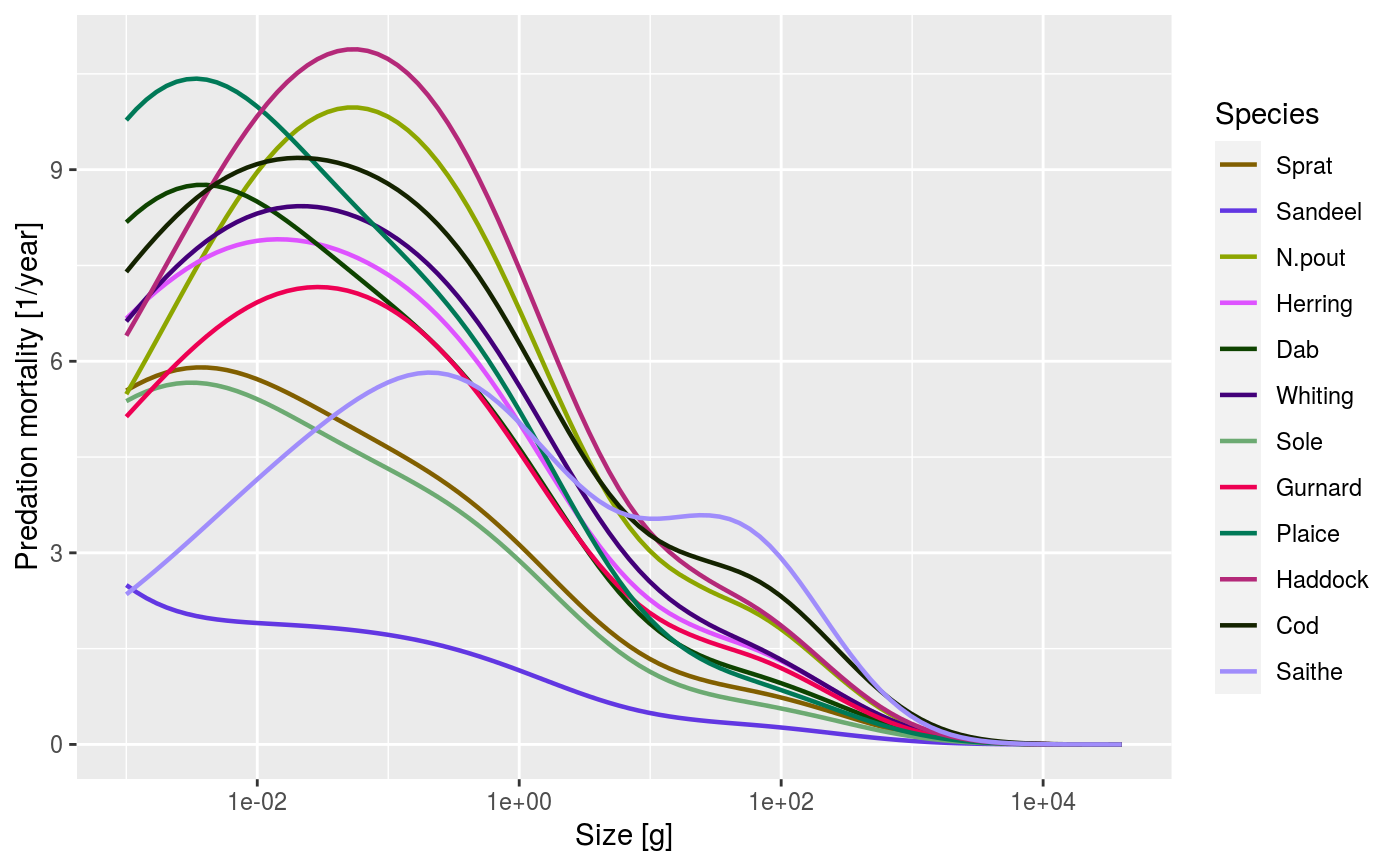 Predation mortality [1/year]
9
6
3
0
1e-02
1e+00
1e+02
1e+04
Size [g]
Species
Sprat
Sandeel
N.pout
Herring
Dab
Whiting
Sole
Gurnard
Plaice
Haddock
Cod
Saithe